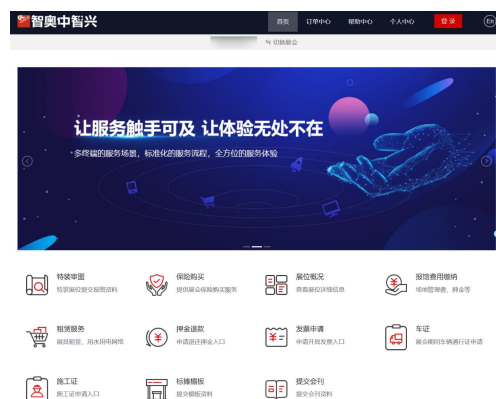 智奥中智兴
首页 订单中心 帮助中心 个人中心 登录 En
切换展会
让服务触手可及 让体验无处不在
多终端的服务场景，标准化的服务流程，全方位的服务体验
特装审图
特装展位提交报图资料
保险购买
提供展会保险购买服务
展位概况
查看展位详细信息
报馆费用缴纳
场地管理费、押金等
租赁服务
展具租赁、用水用电网络
押金退款
申请退还押金入口
发票申请
申请开具发票入口
车证
展会期间车辆通行证申请
施工证
施工证申请入口
标摊楣板
提交楣板资料
提交会刊
提交会刊资料